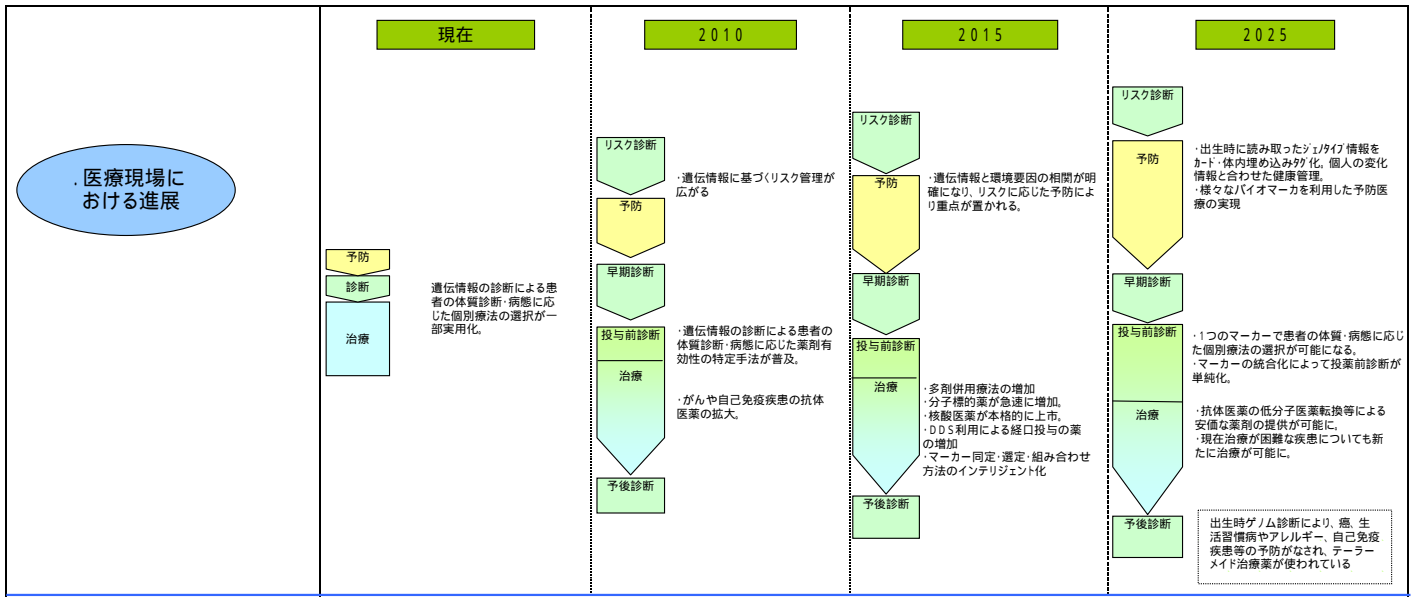 現在
2010
2015
2025
.医療現場に
おける進展
予防
診断
治療
遺伝情報の診断による患
者の体質診断・病態に応
じた個別療法の選択が一
部実用化。
リスク診断
・遺伝情報に基づくリスク管理が
広がる
予防
早期診断
投与前診断
・遺伝情報の診断による患者の
体質診断・病態に応じた薬剤有
効性の特定手法が普及。
治療
・がんや自己免疫疾患の抗体
医薬の拡大。
予後診断
リスク診断
予防
・遺伝情報と環境要因の相関が明
確になり、リスクに応じた予防によ
り重点が置かれる。
早期診断
投与前診断
治療
・多剤併用療法の増加
・分子標的薬が急速に増加。
・核酸医薬が本格的に上市。
・DDS利用による経口投与の薬
の増加
・マーカー同定・選定・組み合わせ
方法のインテリジェント化
予後診断
リスク診断
予防
・出生時に読み取ったジェノタイプ情報を
カード・体内埋め込みタグ化。個人の変化
情報と合わせた健康管理。
・様々なバイオマーカを利用した予防医
療の実現
早期診断
投与前診断
・1つのマーカーで患者の体質・病態に応じ
た個別療法の選択が可能になる。
・マーカーの統合化によって投薬前診断が
単純化。
治療
・抗体医薬の低分子医薬転換等による
安価な薬剤の提供が可能に。
・現在治療が困難な疾患についても新
たに治療が可能に。
予後診断
出生時ゲノム診断により、癌、生
活習慣病やアレルギー、自己免疫
疾患等の予防がなされ、テーラー
メイド治療薬が使われている